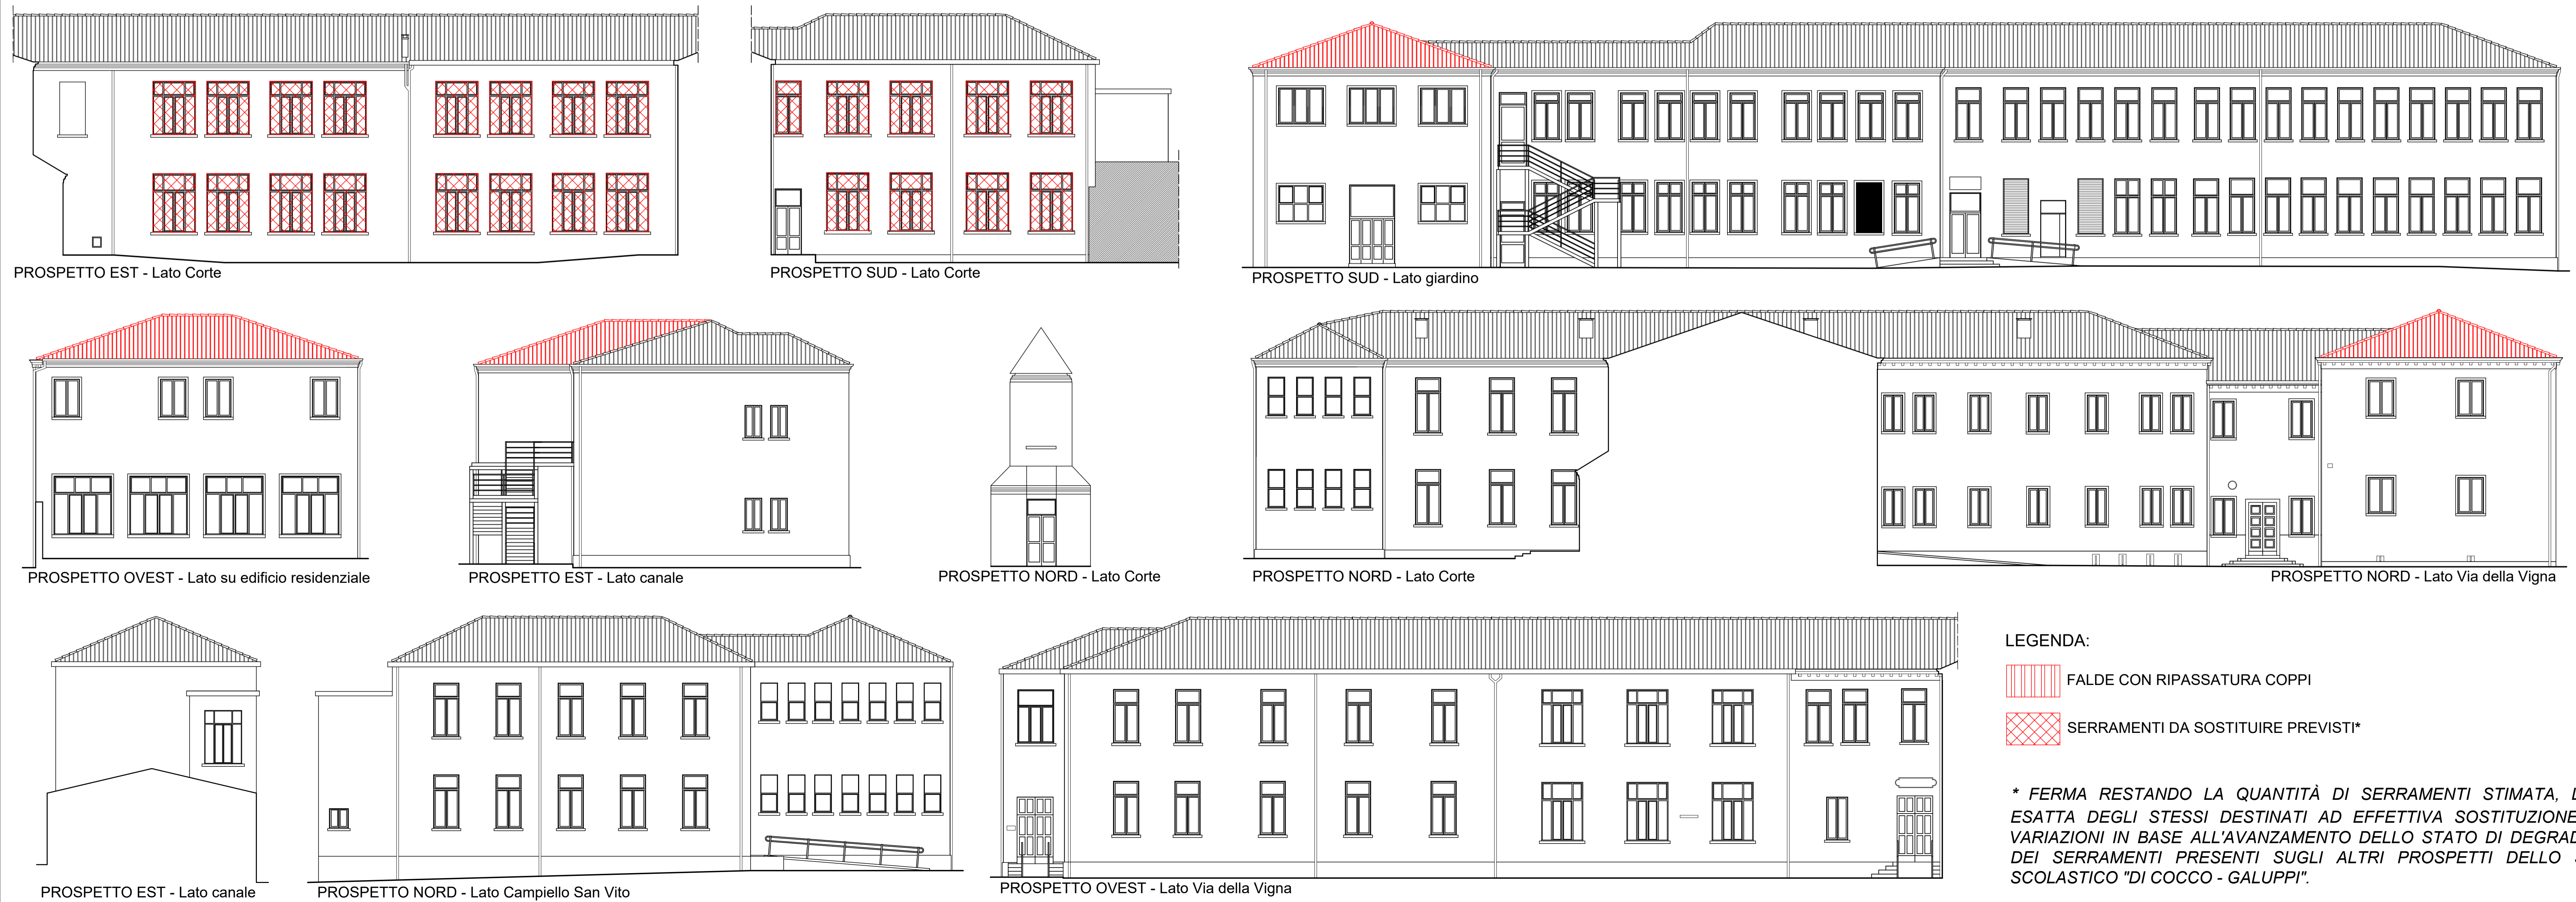 PROSPETTO EST - Lato Corte
PROSPETTO SUD - Lato Corte
PROSPETTO SUD - Lato giardino
PROSPETTO OVEST - Lato su edificio residenziale
PROSPETTO EST - Lato canale
PROSPETTO NORD - Lato Corte
PROSPETTO NORD - Lato Corte
PROSPETTO NORD - Lato Via della Vigna
PROSPETTO EST - Lato canale
PROSPETTO NORD - Lato Campiello San Vito
PROSPETTO OVEST - Lato Via della Vigna
LEGENDA:
FALDE CON RIPASSATURA COPPI
SERRAMENTI DA SOSTITUIRE PREVISTI*
* FERMA RESTANDO LA QUANTITÀ DI SERRAMENTI STIMATA,
ESATTA DEGLI STESSI DESTINATI AD EFFETTIVA SOSTITUZIONE
VARIAZIONI IN BASE ALL'AVANZAMENTO DELLO STATO DI
DEI SERRAMENTI PRESENTI SUGLI ALTRI PROSPETTI DELLO
SCOLASTICO "DI COCCO - GALUPPI".